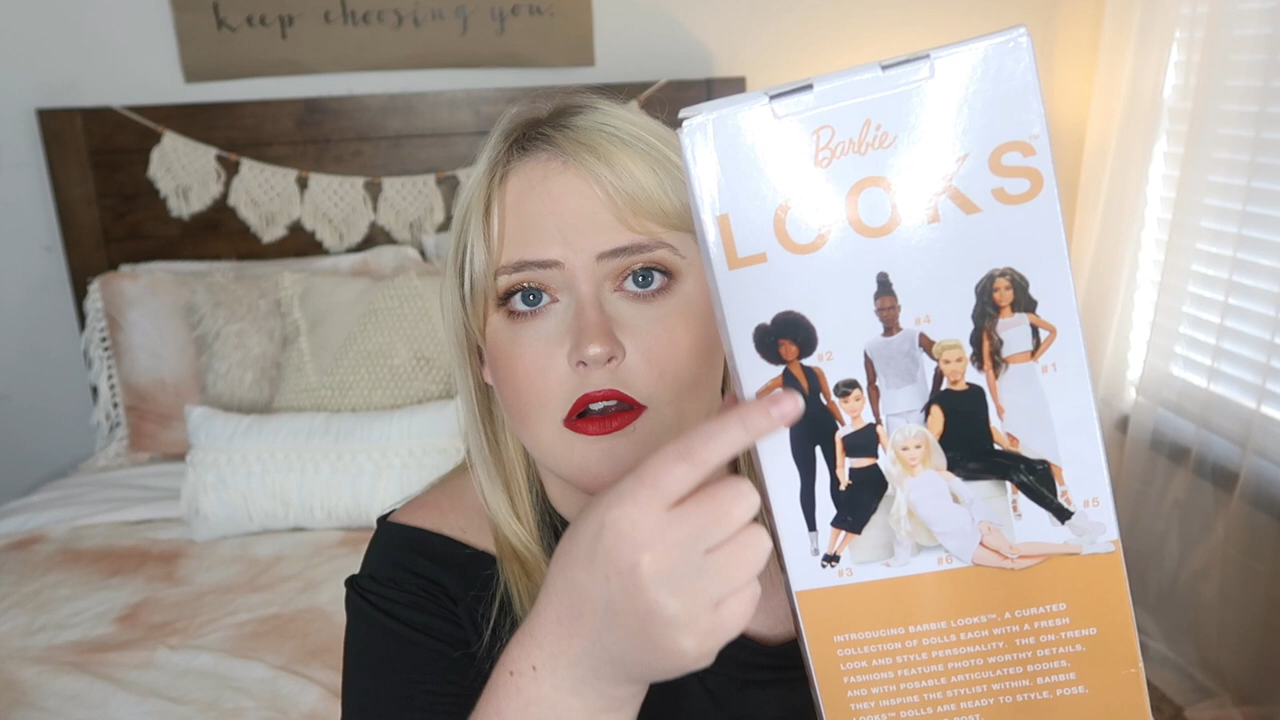 keep choosing you.
Barbie
LOOKS™
#2
#4
#1
#5
#3
#6
INTRODUCING BARBIE LOOKS™, A CURATED
COLLECTION OF DOLLS EACH WITH A FRESH
LOOK AND STYLE PERSONALITY. THE ON-TREND
FASHIONS FEATURE PHOTO WORTHY DETAILS,
AND WITH POSABLE ARTICULATED BODIES,
THEY INSPIRE THE STYLIST WITHIN. BARBIE
LOOKS™ DOLLS ARE READY TO STYLE, POSE,
POST.